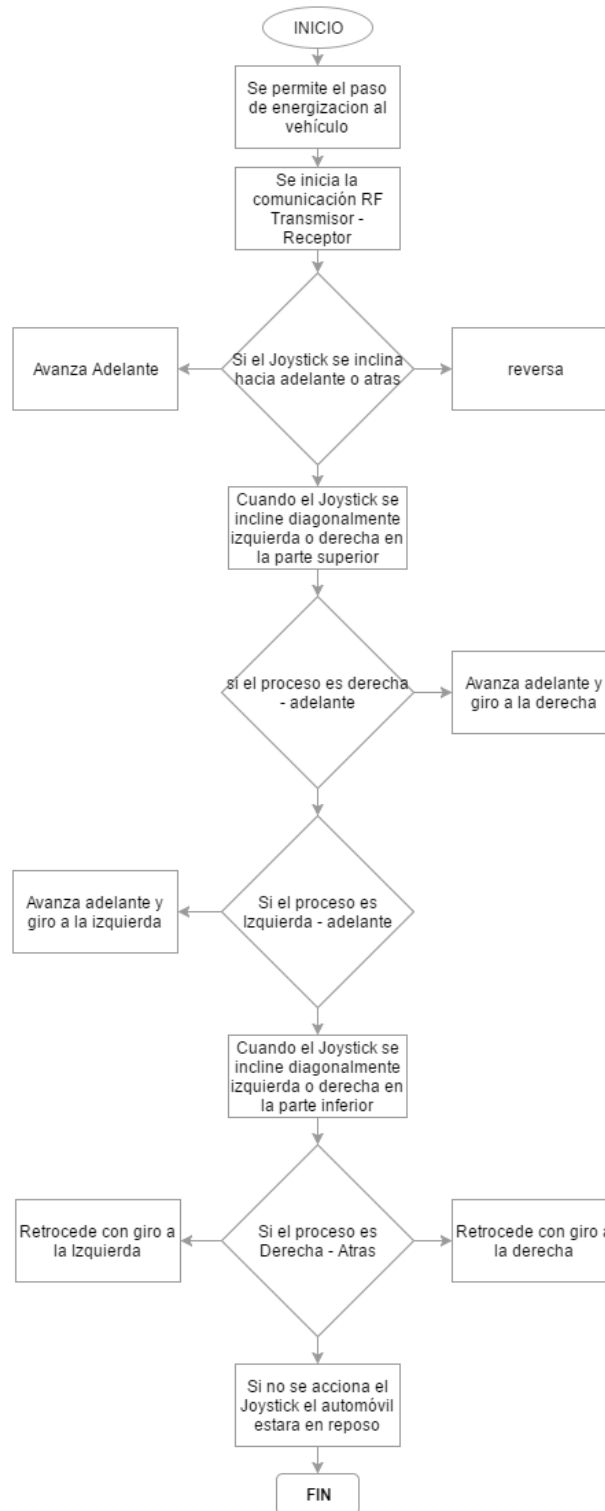 INICIO
Se permite el paso
de energizacion al
vehículo
Se inicia la
comunicación RF
Transmisor -
Receptor
Avanza Adelante
Si el Joystick se inclina
hacia adelante o atras
reversa
Cuando el Joystick se
incline diagonalmente
izquierda o derecha en
la parte superior
si el proceso es derecha
- adelante
Avanza adelante y
giro a la derecha
Avanza adelante y
giro a la izquierda
Si el proceso es
Izquierda - adelante
Cuando el Joystick se
incline diagonalmente
izquierda o derecha en
la parte inferior
Retrocede con giro a
la Izquierda
Si el proceso es
Derecha - Atras
Retrocede con giro a
la derecha
Si no se acciona el
Joystick el automóvil
estara en reposo
FIN